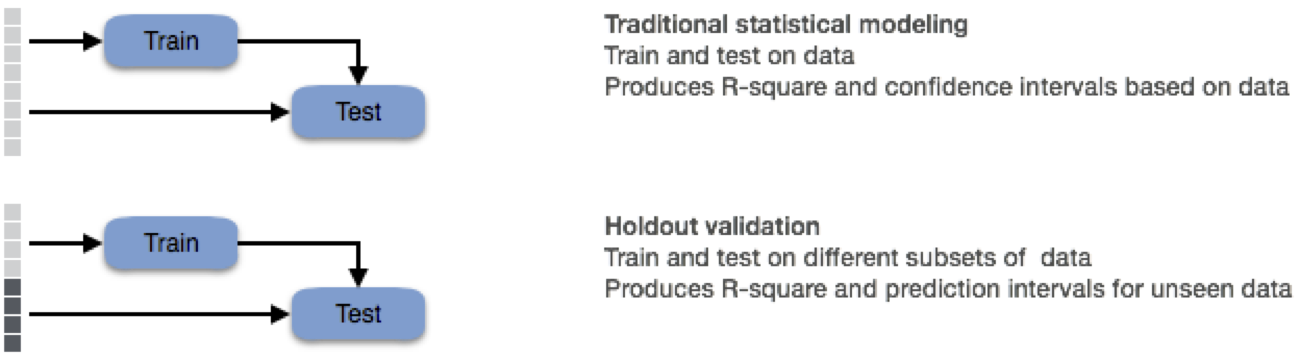 Train
Test
Traditional statistical modeling
Train and test on data
Produces R-square and confidence intervals based on data
Train
Test
Holdout validation
Train and test on different subsets of data
Produces R-square and prediction intervals for unseen data